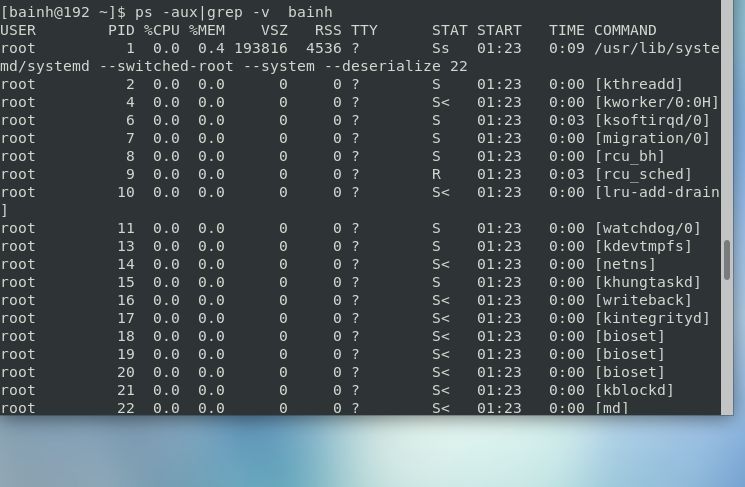 [bainh@192 ~]$ ps -aux|grep -v  bainh
USER        PID %CPU %MEM    VSZ   RSS TTY      STAT START   TIME COMMAND
root          1  0.0  0.4 193816  4536 ?        Ss   01:23   0:09 /usr/lib/syste
md/systemd --switched-root --system --deserialize 22
root          2  0.0  0.0      0     0 ?        S    01:23   0:00 [kthreadd]
root          4  0.0  0.0      0     0 ?        S<   01:23   0:00 [kworker/0:0H]
root          6  0.0  0.0      0     0 ?        S    01:23   0:03 [ksoftirqd/0]
root          7  0.0  0.0      0     0 ?        S    01:23   0:00 [migration/0]
root          8  0.0  0.0      0     0 ?        S    01:23   0:00 [rcu_bh]
root          9  0.0  0.0      0     0 ?        R    01:23   0:03 [rcu_sched]
root         10  0.0  0.0      0     0 ?        S<   01:23   0:00 [lru-add-drain
]
root         11  0.0  0.0      0     0 ?        S    01:23   0:00 [watchdog/0]
root         13  0.0  0.0      0     0 ?        S    01:23   0:00 [kdevtmpfs]
root         14  0.0  0.0      0     0 ?        S<   01:23   0:00 [netns]
root         15  0.0  0.0      0     0 ?        S    01:23   0:00 [khungtaskd]
root         16  0.0  0.0      0     0 ?        S<   01:23   0:00 [writeback]
root         17  0.0  0.0      0     0 ?        S<   01:23   0:00 [kintegrityd]
root         18  0.0  0.0      0     0 ?        S<   01:23   0:00 [bioset]
root         19  0.0  0.0      0     0 ?        S<   01:23   0:00 [bioset]
root         20  0.0  0.0      0     0 ?        S<   01:23   0:00 [bioset]
root         21  0.0  0.0      0     0 ?        S<   01:23   0:00 [kblockd]
root         22  0.0  0.0      0     0 ?        S<   01:23   0:00 [md]